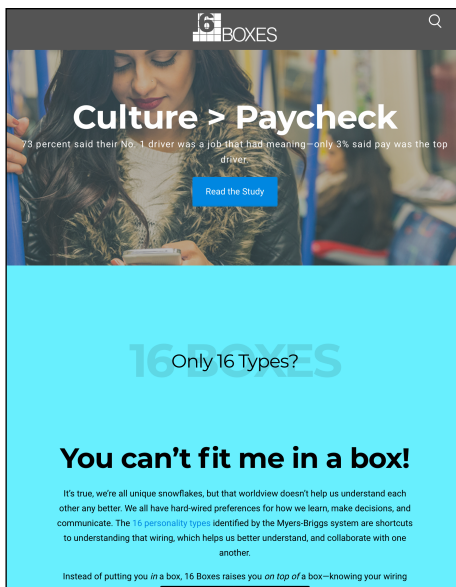 6 BOXES
Culture > Paycheck
73 percent said their No. 1 driver was a job that had meaning—only 3% said pay was the top
driver.
Read the Study
16 BOXES
Only 16 Types?
You can't fit me in a box!
It's true, we're all unique snowflakes, but that worldview doesn't help us understand each
other any better. We all have hard-wired preferences for how we learn, make decisions, and
communicate. The 16 personality types identified by the Myers-Briggs system are shortcuts
to understanding that wiring, which helps us better understand, and collaborate with one
another.
Instead of putting you in a box, 16 Boxes raises you on top of a box—knowing your wiring